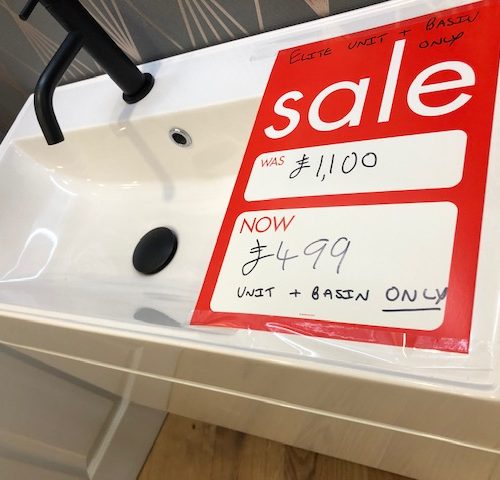 ELITE UNIT + BASIN
ONLY
sale
WAS £1,100
NOW
£499
UNIT + BASIN ONLY